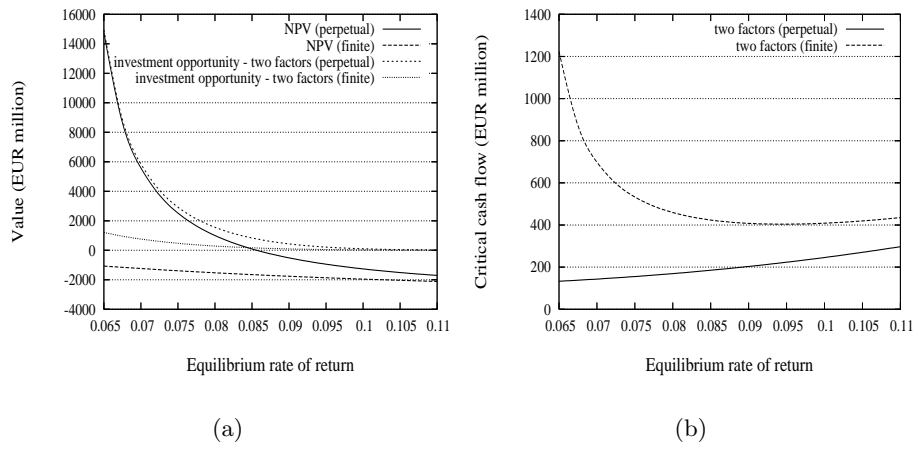 16000
14000
12000
10000
8000
6000
4000
2000
0
-2000
-4000
Value (EUR million)
NPV (perpetual)
NPV (finite)
investment opportunity - two factors (perpetual)
investment opportunity - two factors (finite)
0.065 0.07 0.075 0.08 0.085 0.09 0.095 0.1 0.105 0.11
Equilibrium rate of return
(a)
1400
1200
1000
800
600
400
200
0
Critical cash flow (EUR million)
two factors (perpetual)
two factors (finite)
0.065 0.07 0.075 0.08 0.085 0.09 0.095 0.1 0.105 0.11
Equilibrium rate of return
(b)